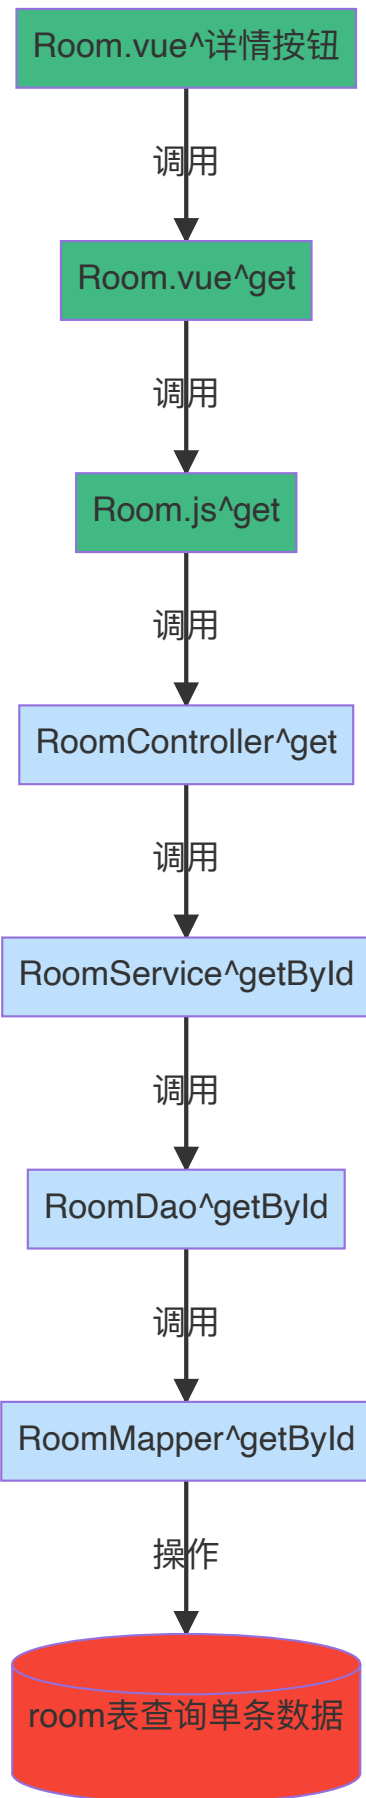 Room.vue^详情按钮
调用
Room.vue^get
调用
Room.js^get
调用
RoomController^get
调用
RoomService^getById
调用
RoomDao^getById
调用
RoomMapper^getById
操作
room表查询单条数据